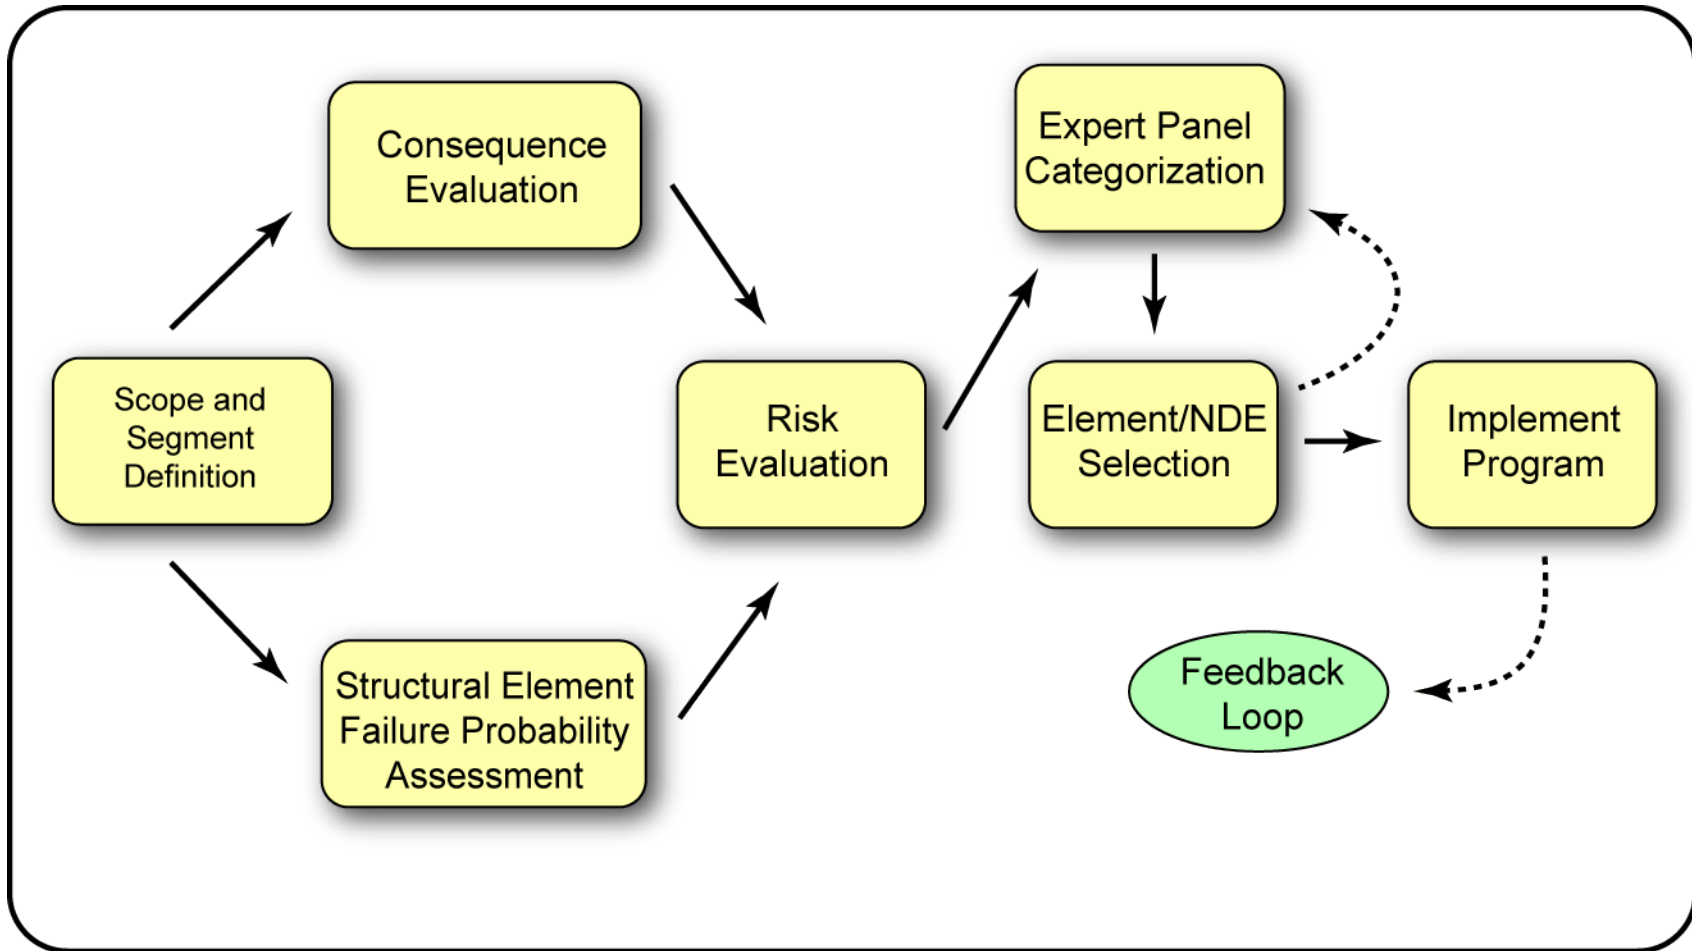 Consequence
Evaluation
Expert Panel
Categorization
Scope and
Segment
Definition
Risk
Evaluation
Element/NDE
Selection
Implement
Program
Structural Element
Failure Probability
Assessment
Feedback
Loop